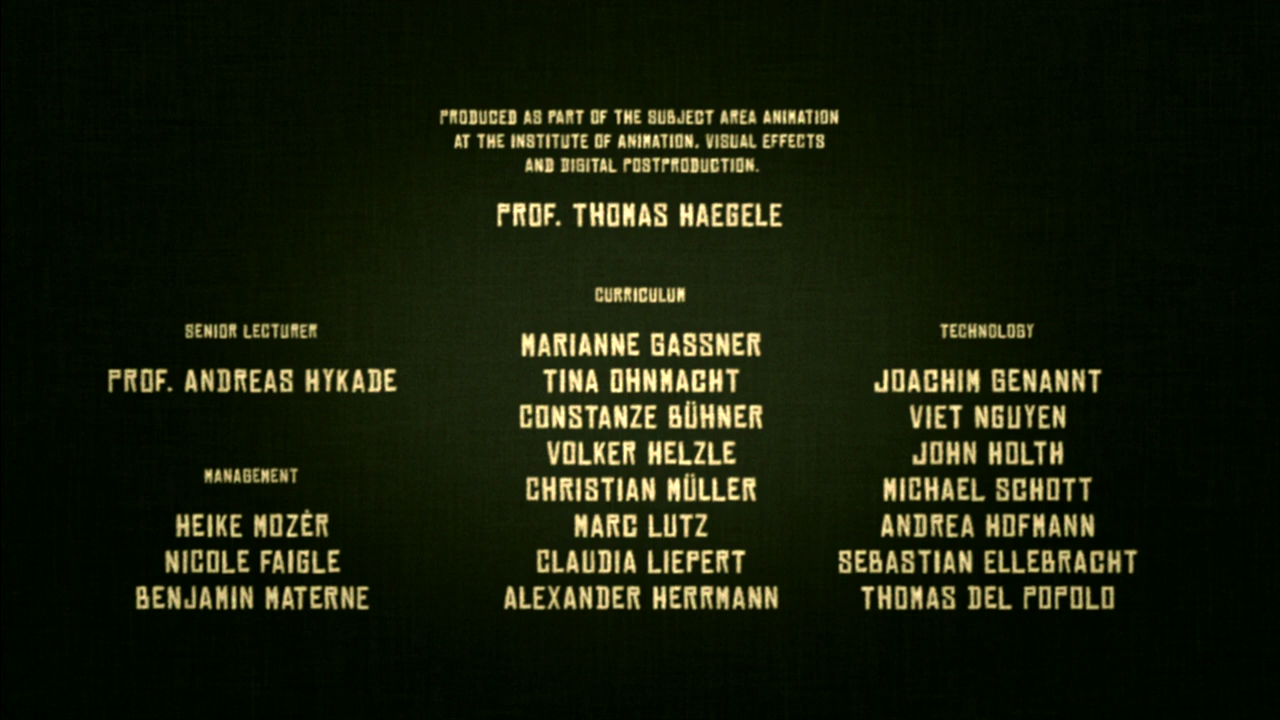 PRODUCED AS PART OF THE SUBJECT AREA ANIMATION
AT THE INSTITUTE OF ANIMATION, VISUAL EFFECTS
AND DIGITAL POSTPRODUCTION.
PROF. THOMAS HAEGELE
SENIOR LECTURER
PROF. ANDREAS HYKADE
MANAGEMENT
HEIKE MOZÈR
NICOLE FAIGLE
BENJAMIN MATERNE
CURRICULUM
MARIANNE GASSNER
TINA OHNMACHT
CONSTANZE BÜHNER
VOLKER HELZLE
CHRISTIAN MÜLLER
MARC LUTZ
CLAUDIA LIEPERT
ALEXANDER HERRMANN
TECHNOLOGY
JOACHIM GENANNT
VIET NGUYEN
JOHN HOLTH
MICHAEL SCHOTT
ANDREA HOFMANN
SEBASTIAN ELLEBRACHT
THOMAS DEL POPOLO